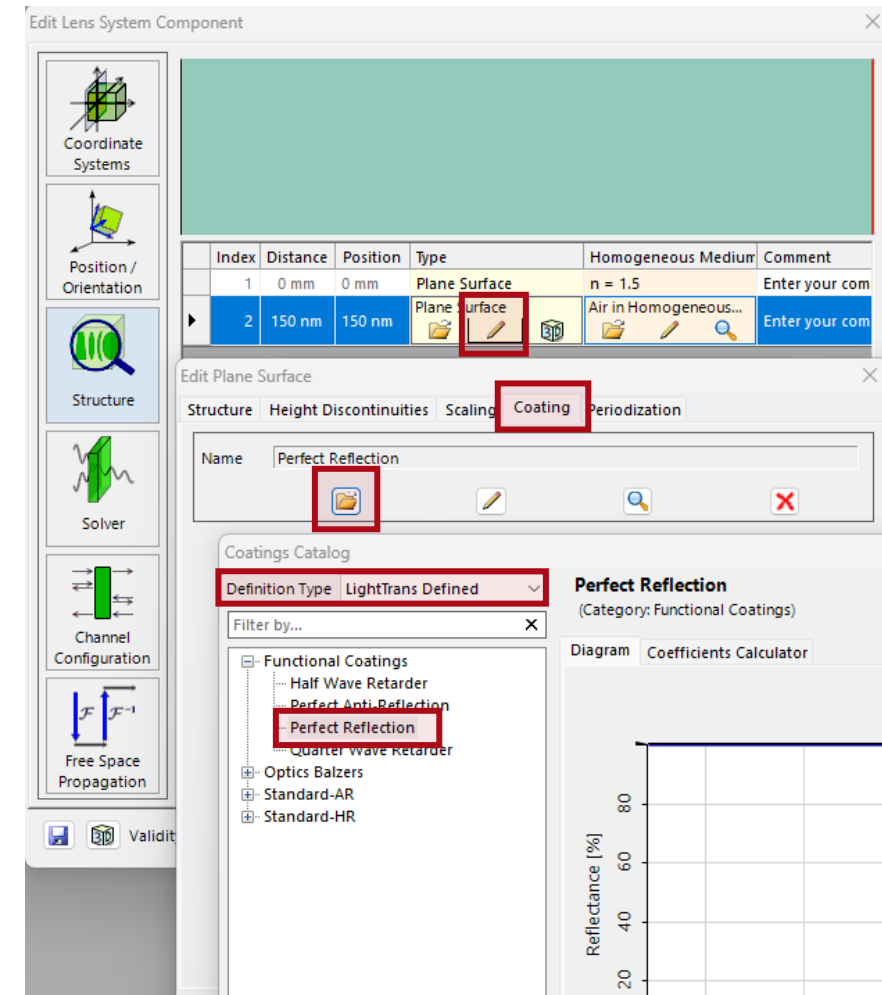 Edit Lens System Component
Coordinate
Systems
Position /
Orientation
Structure
Solver
Channel
Configuration
Free Space
Propagation
Index Distance Position Type Homogeneous Medium Comment
1 0 mm 0 mm Plane Surface n = 1.5 Enter your com
2 150 nm 150 nm Plane Surface Air in Homogeneous... Enter your com
3D
Edit Plane Surface
Structure Height Discontinuities Scaling Coating Periodization
Name Perfect Reflection
Coatings Catalog
Definition Type LightTrans Defined
Filter by...
Functional Coatings
Half Wave Retarder
Perfect Anti-Reflection
Perfect Reflection
Quarter Wave Retarder
Optics Balzers
Standard-AR
Standard-HR
Perfect Reflection
(Category: Functional Coatings)
Diagram Coefficients Calculator
Reflectance [%]
80
60
40
20
ℱ ℱ⁻¹
3D Validit